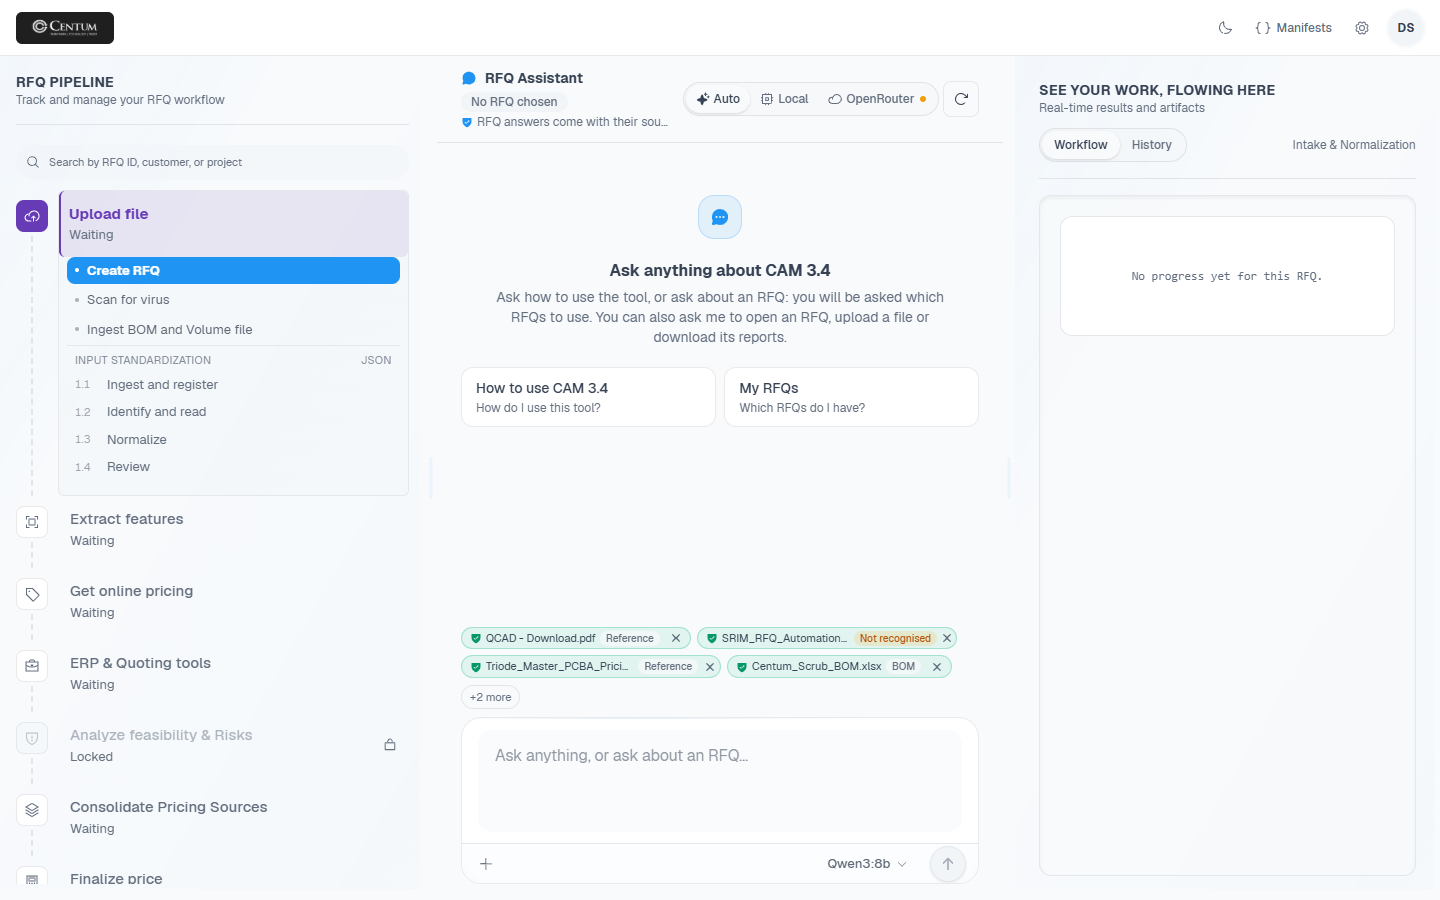 CENTUM
Manifests
DS
RFQ PIPELINE
Track and manage your RFQ workflow
Search by RFQ ID, customer, or project
Upload file
Waiting
Create RFQ
Scan for virus
Ingest BOM and Volume file
INPUT STANDARDIZATION JSON
1.1 Ingest and register
1.2 Identify and read
1.3 Normalize
1.4 Review
Extract features
Waiting
Get online pricing
Waiting
ERP & Quoting tools
Waiting
Analyze feasibility & Risks
Locked
Consolidate Pricing Sources
Waiting
Finalize price
RFQ Assistant
No RFQ chosen
RFQ answers come with their sou...
Auto Local OpenRouter
Ask anything about CAM 3.4
Ask how to use the tool, or ask about an RFQ: you will be asked which
RFQs to use. You can also ask me to open an RFQ, upload a file or
download its reports.
How to use CAM 3.4
How do I use this tool?
My RFQs
Which RFQs do I have?
QCAD - Download.pdf Reference
SRIM_RFQ_Automation... Not recognised
Triode_Master_PCBA_Prici... Reference
Centum_Scrub_BOM.xlsx BOM
+2 more
Ask anything, or ask about an RFQ...
Qwen3:8b
SEE YOUR WORK, FLOWING HERE
Real-time results and artifacts
Workflow History
Intake & Normalization
No progress yet for this RFQ.